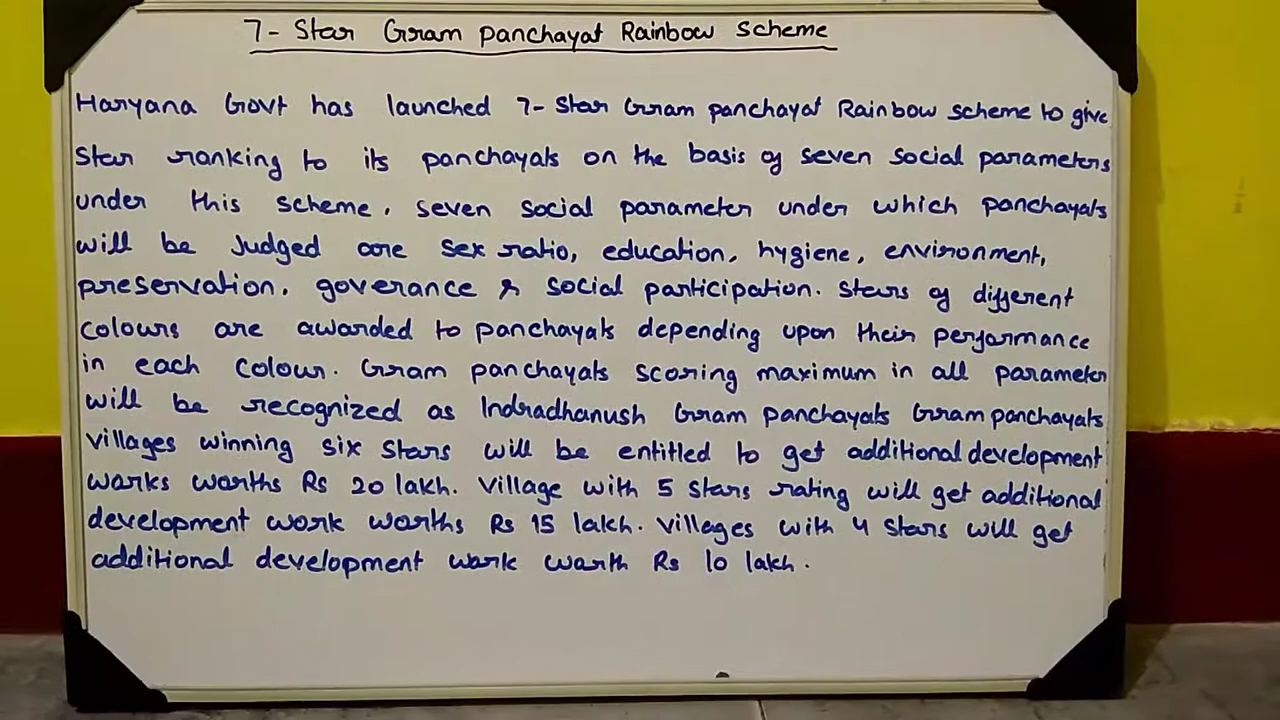 7- Star Gram panchayat Rainbow Scheme
Haryana Govt has launched 7- Star Gram panchayat Rainbow scheme to give
Star ranking to its panchayats on the basis of seven social parameters
under this scheme. seven social parameter under which panchayats
will be Judged are sex ratio, education, hygiene, environment,
preservation. goverance & social participation. stars of different
colours are awarded to panchayats depending upon their performance
in each colour. Gram panchayats scoring maximum in all parameter
will be recognized as Indradhanush Gram panchayats Gram panchayats
villages winning six stars will be entitled to get additional development
works worths Rs 20 lakh. Village with 5 stars rating will get additional
development work worths Rs 15 lakh. Villages with 4 stars will get
additional development work worth Rs 10 lakh.